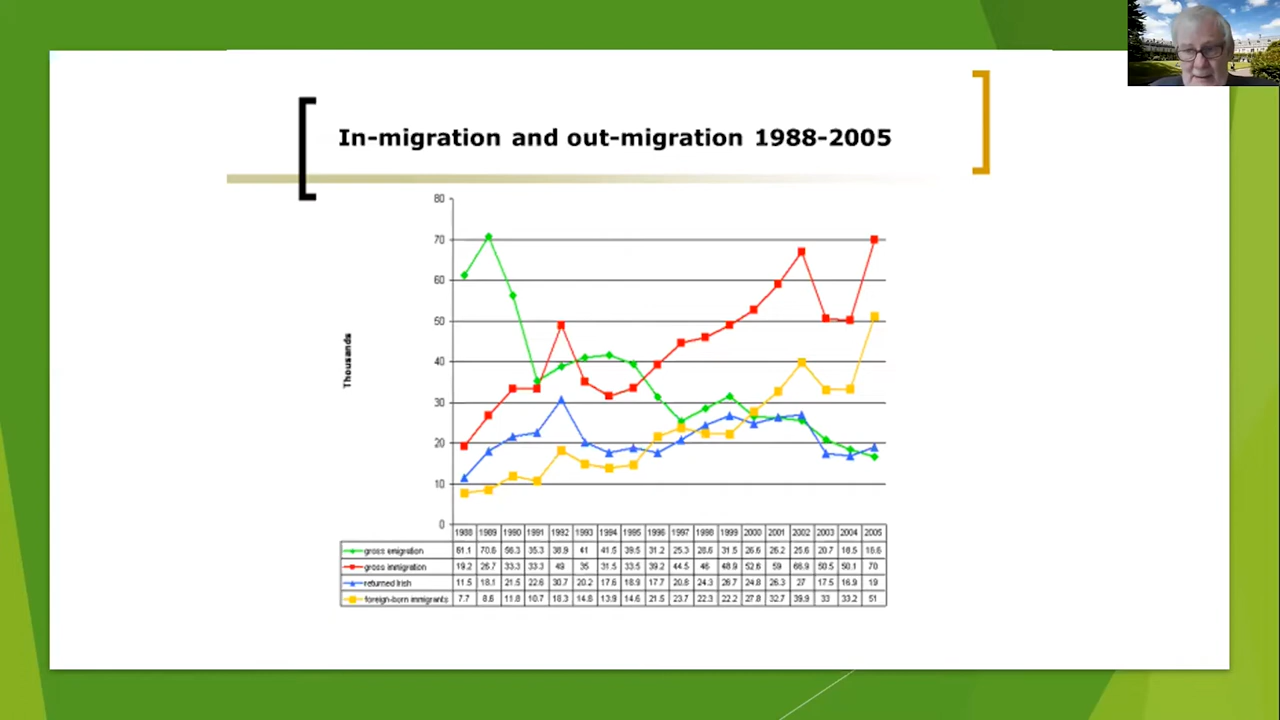 In-migration and out-migration 1988-2005
80
70
60
50
40
30
20
10
0
Thousands
1988 1989 1990 1991 1992 1993 1994 1995 1996 1997 1998 1999 2000 2001 2002 2003 2004 2005
gross emigration 61.1 70.6 56.3 35.3 38.9 41 41.5 39.5 31.2 25.3 28.6 31.5 26.6 26.2 25.6 20.7 18.5 16.6
gross immigration 19.2 26.7 33.3 33.3 49 35 31.5 33.5 39.2 44.5 46 48.9 52.6 59 66.9 50.5 50.1 70
returned Irish 11.5 18.1 21.5 22.6 30.7 20.2 17.6 18.9 17.7 20.8 24.3 26.7 24.8 26.3 27 17.5 16.9 19
foreign-born immigrants 7.7 8.6 11.8 10.7 18.3 14.8 13.9 14.6 21.5 23.7 22.3 22.2 27.8 32.7 39.9 33 33.2 51